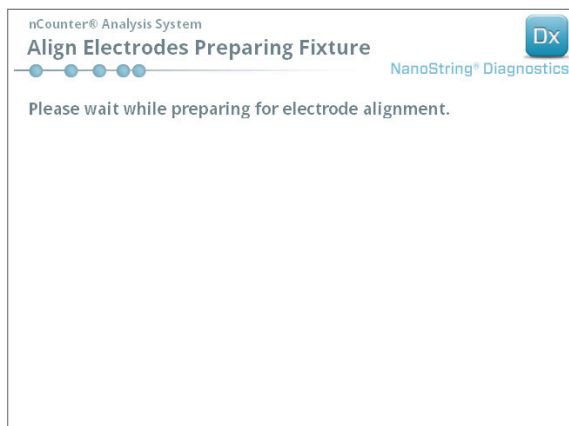 nCounter® Analysis System
Align Electrodes Preparing Fixture
Dx
NanoString® Diagnostics
Please wait while preparing for electrode alignment.